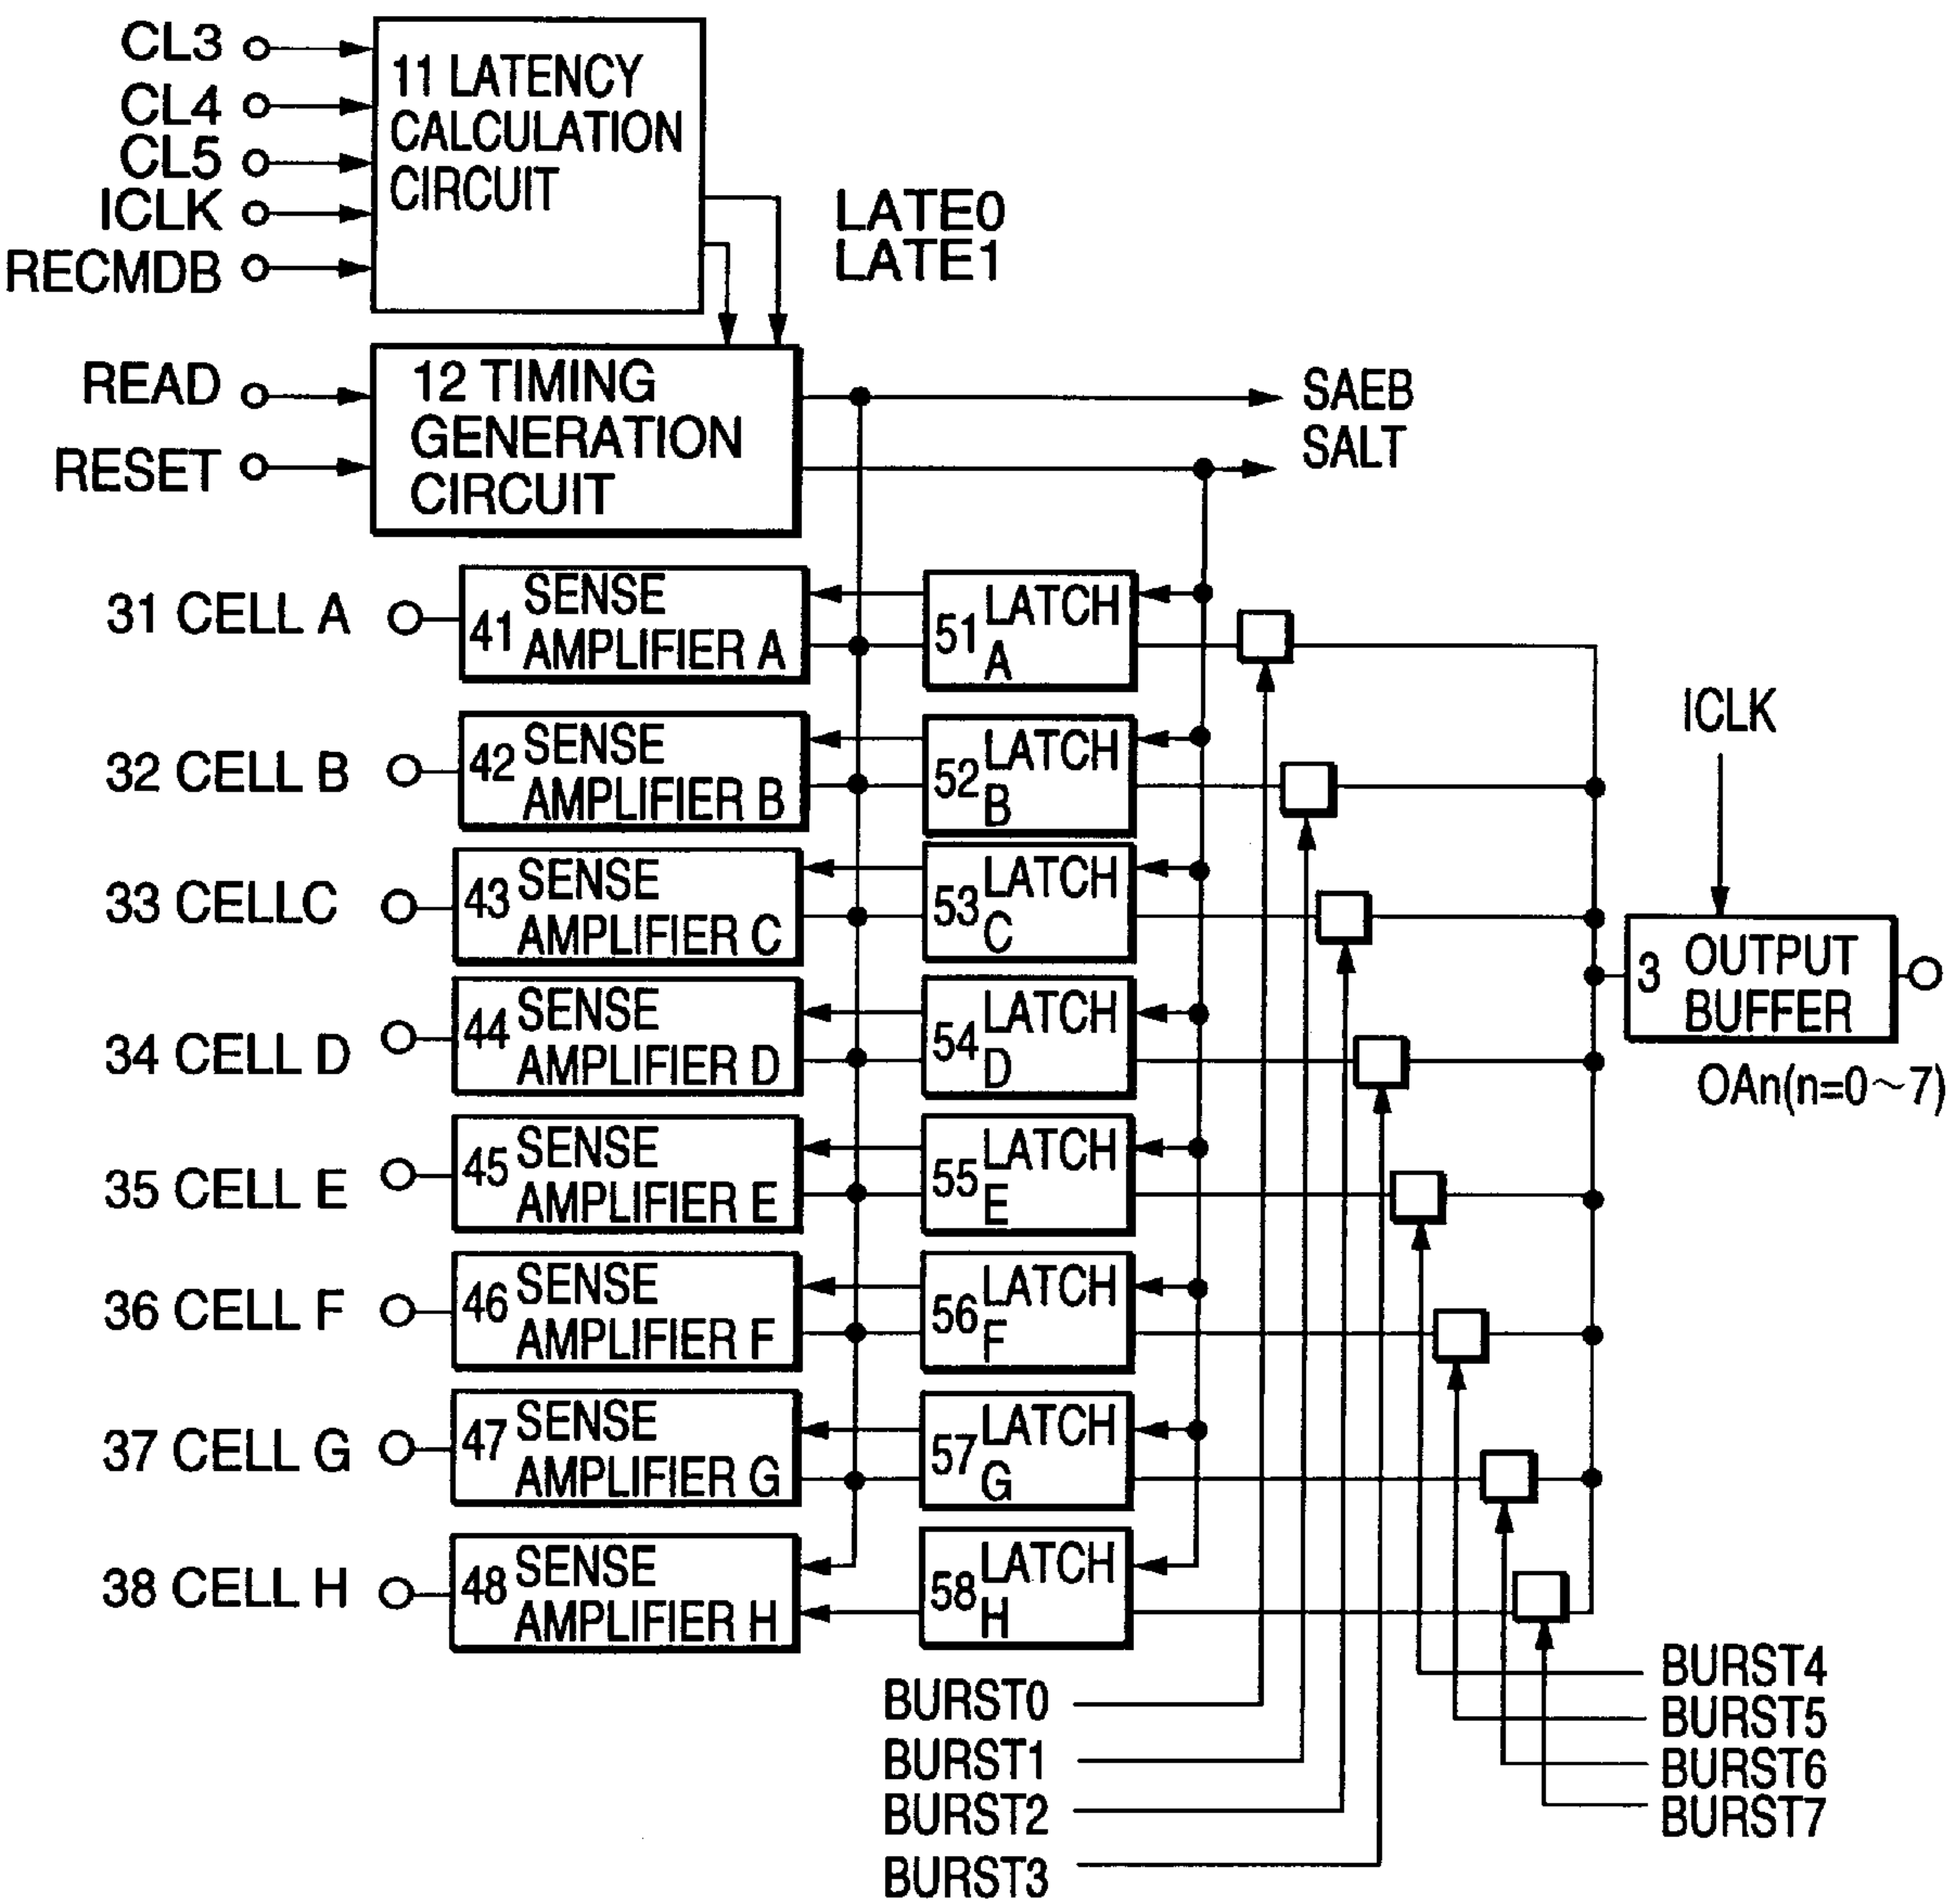 CL3
CL4
CL5
ICLK
RECMDB
11 LATENCY
CALCULATION
CIRCUIT
LATE0
LATE1
READ
RESET
12 TIMING
GENERATION
CIRCUIT
SAEB
SALT
31 CELL A
41 SENSE
AMPLIFIER A
51 LATCH
A
32 CELL B
42 SENSE
AMPLIFIER B
52 LATCH
B
33 CELLC
43 SENSE
AMPLIFIER C
53 LATCH
C
34 CELL D
44 SENSE
AMPLIFIER D
54 LATCH
D
35 CELL E
45 SENSE
AMPLIFIER E
55 LATCH
E
36 CELL F
46 SENSE
AMPLIFIER F
56 LATCH
F
37 CELL G
47 SENSE
AMPLIFIER G
57 LATCH
G
38 CELL H
48 SENSE
AMPLIFIER H
58 LATCH
H
ICLK
3 OUTPUT
BUFFER
OAn(n=0~7)
BURST0
BURST1
BURST2
BURST3
BURST4
BURST5
BURST6
BURST7